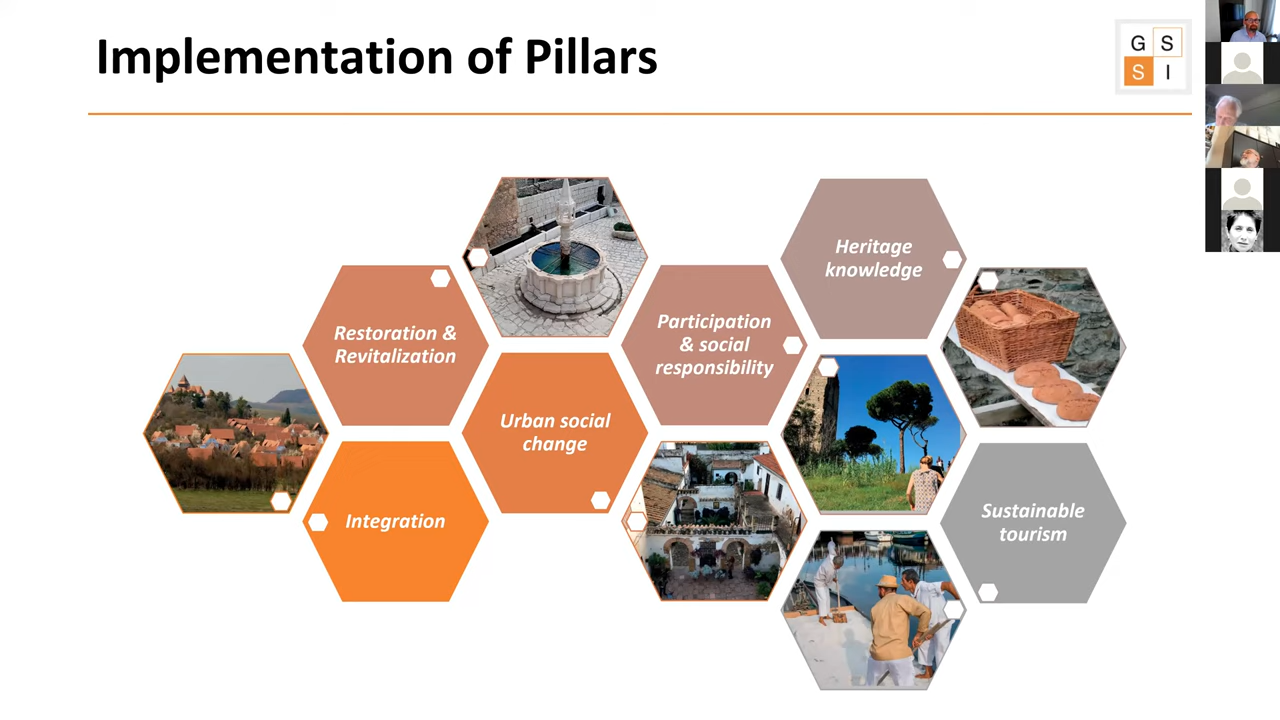 Implementation of Pillars
G S
S I
Heritage
knowledge
Restoration &
Revitalization
Participation
& social
responsibility
Urban social
change
Integration
Sustainable
tourism